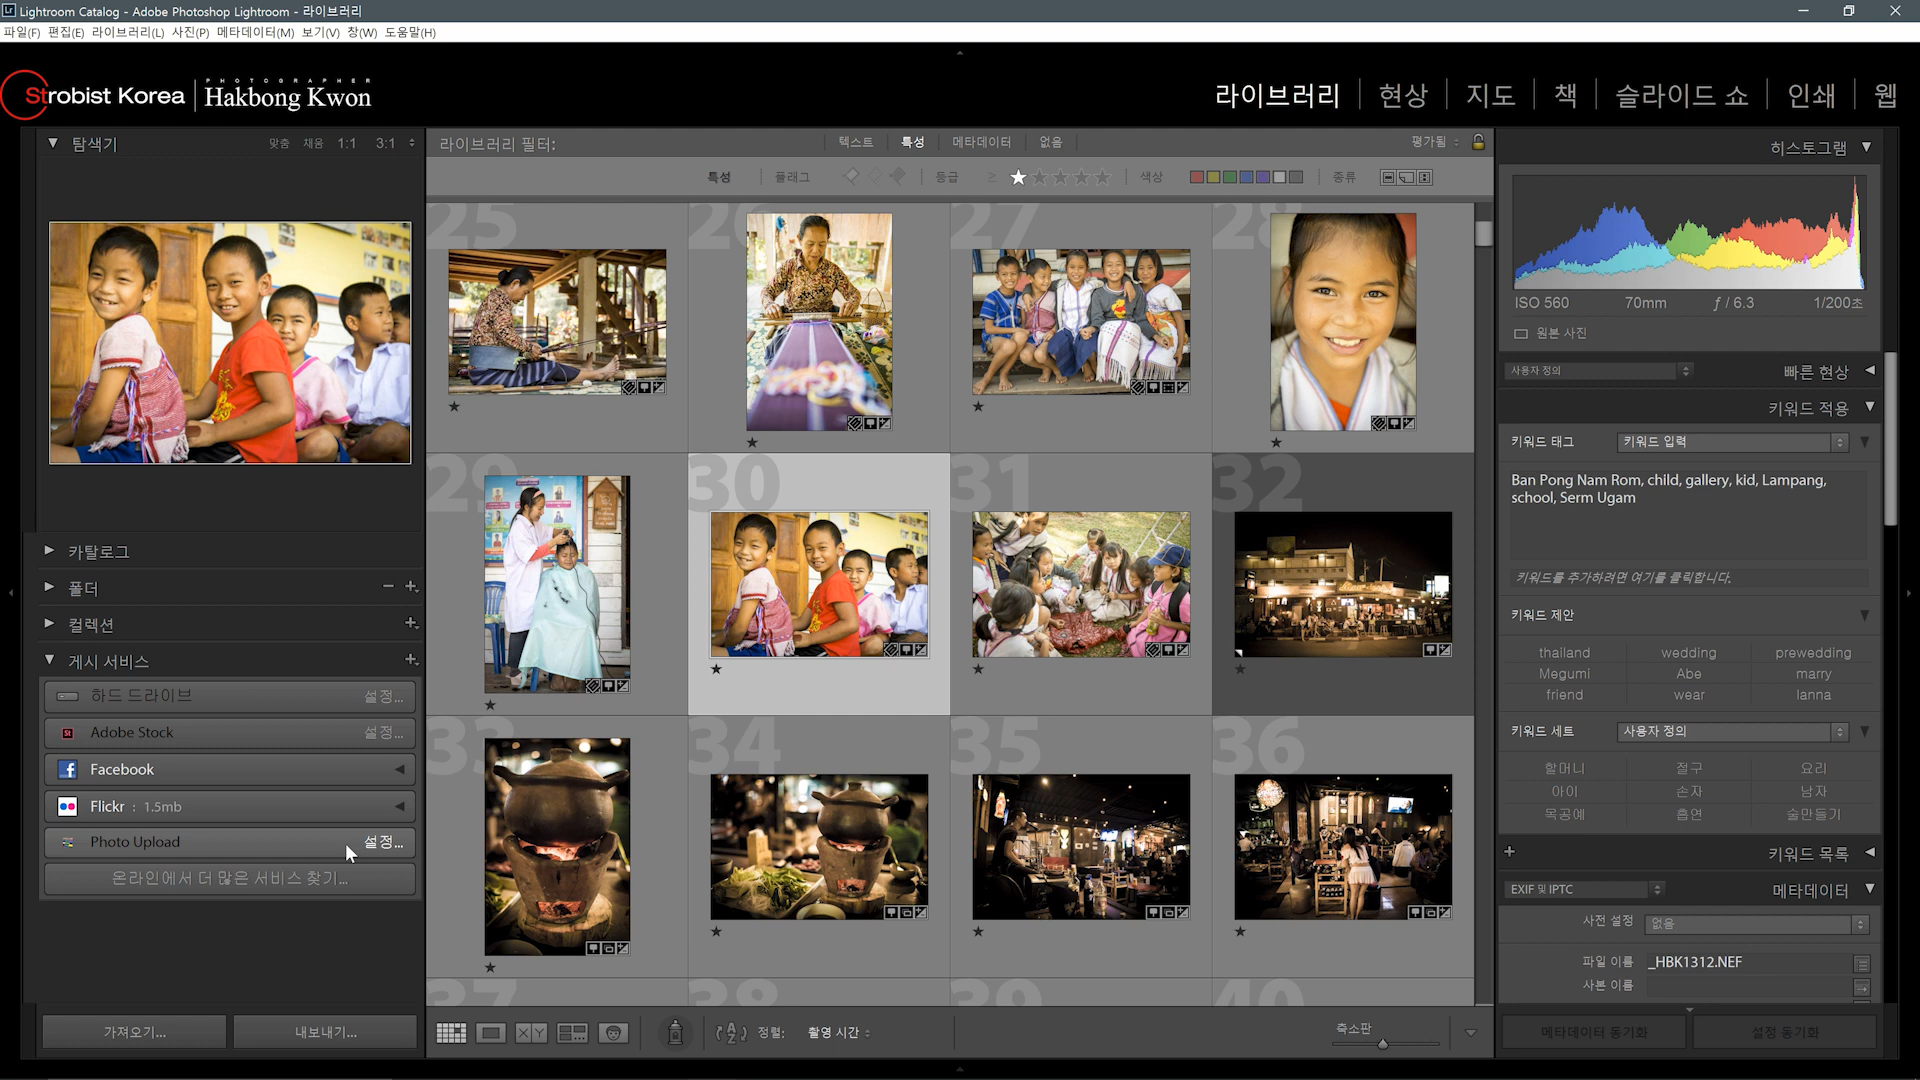 Lightroom Catalog - Adobe Photoshop Lightroom - 라이브러리
파일(F) 편집(E) 라이브러리(L) 사진(P) 메타데이터(M) 보기(V) 창(W) 도움말(H)
Strobist Korea
PHOTOGRAPHER
Hakbong Kwon
라이브러리 현상 지도 책 슬라이드 쇼 인쇄 웹
탐색기 맞춤 채움 1:1 3:1
카탈로그
폴더
컬렉션
게시 서비스
하드 드라이브 설정...
Adobe Stock 설정...
Facebook
Flickr : 1.5mb
Photo Upload 설정...
온라인에서 더 많은 서비스 찾기...
가져오기... 내보내기...
라이브러리 필터: 텍스트 특성 메타데이터 없음 평가됨
특성 플래그 등급 ≥ 색상 종류
25 26 27 28
29 30 31 32
33 34 35 36
37 38 39 40
정렬: 촬영 시간 축소판
히스토그램
ISO 560 70mm ƒ / 6.3 1/200초
원본 사진
사용자 정의 빠른 현상
키워드 적용
키워드 태그 키워드 입력
Ban Pong Nam Rom, child, gallery, kid, Lampang,
school, Serm Ugam
키워드를 추가하려면 여기를 클릭합니다.
키워드 제안
thailand wedding prewedding
Megumi Abe marry
friend wear lanna
키워드 세트 사용자 정의
할머니 절구 요리
아이 손자 남자
목공예 흡연 술만들기
키워드 목록
EXIF 및 IPTC 메타데이터
사전 설정 없음
파일 이름 _HBK1312.NEF
사본 이름
메타데이터 동기화 설정 동기화